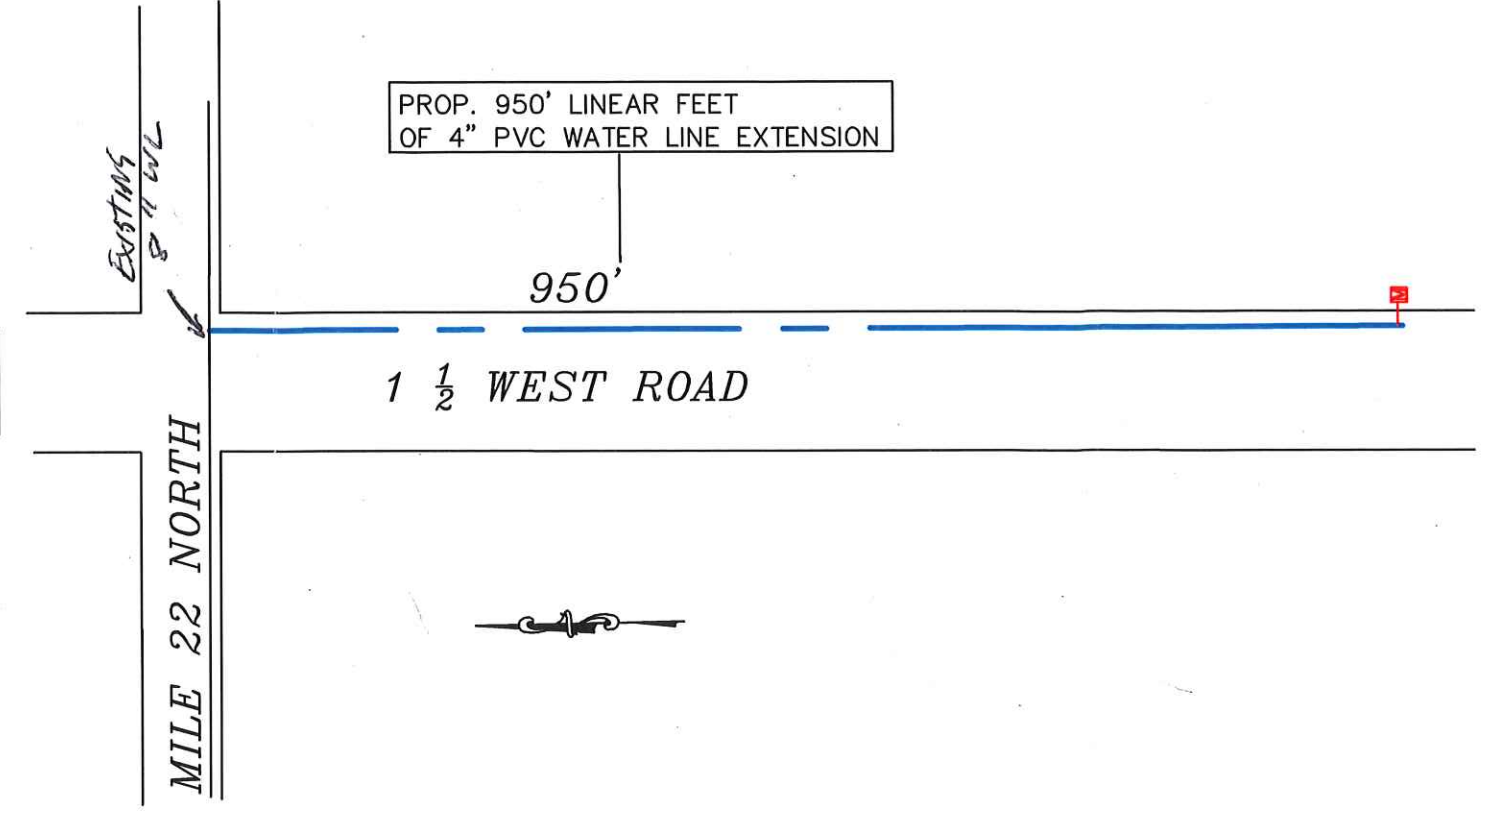 PROP. 950' LINEAR FEET
OF 4" PVC WATER LINE EXTENSION
EXISTING
8" WL
950'
M
1 1/2 WEST ROAD
MILE 22 NORTH